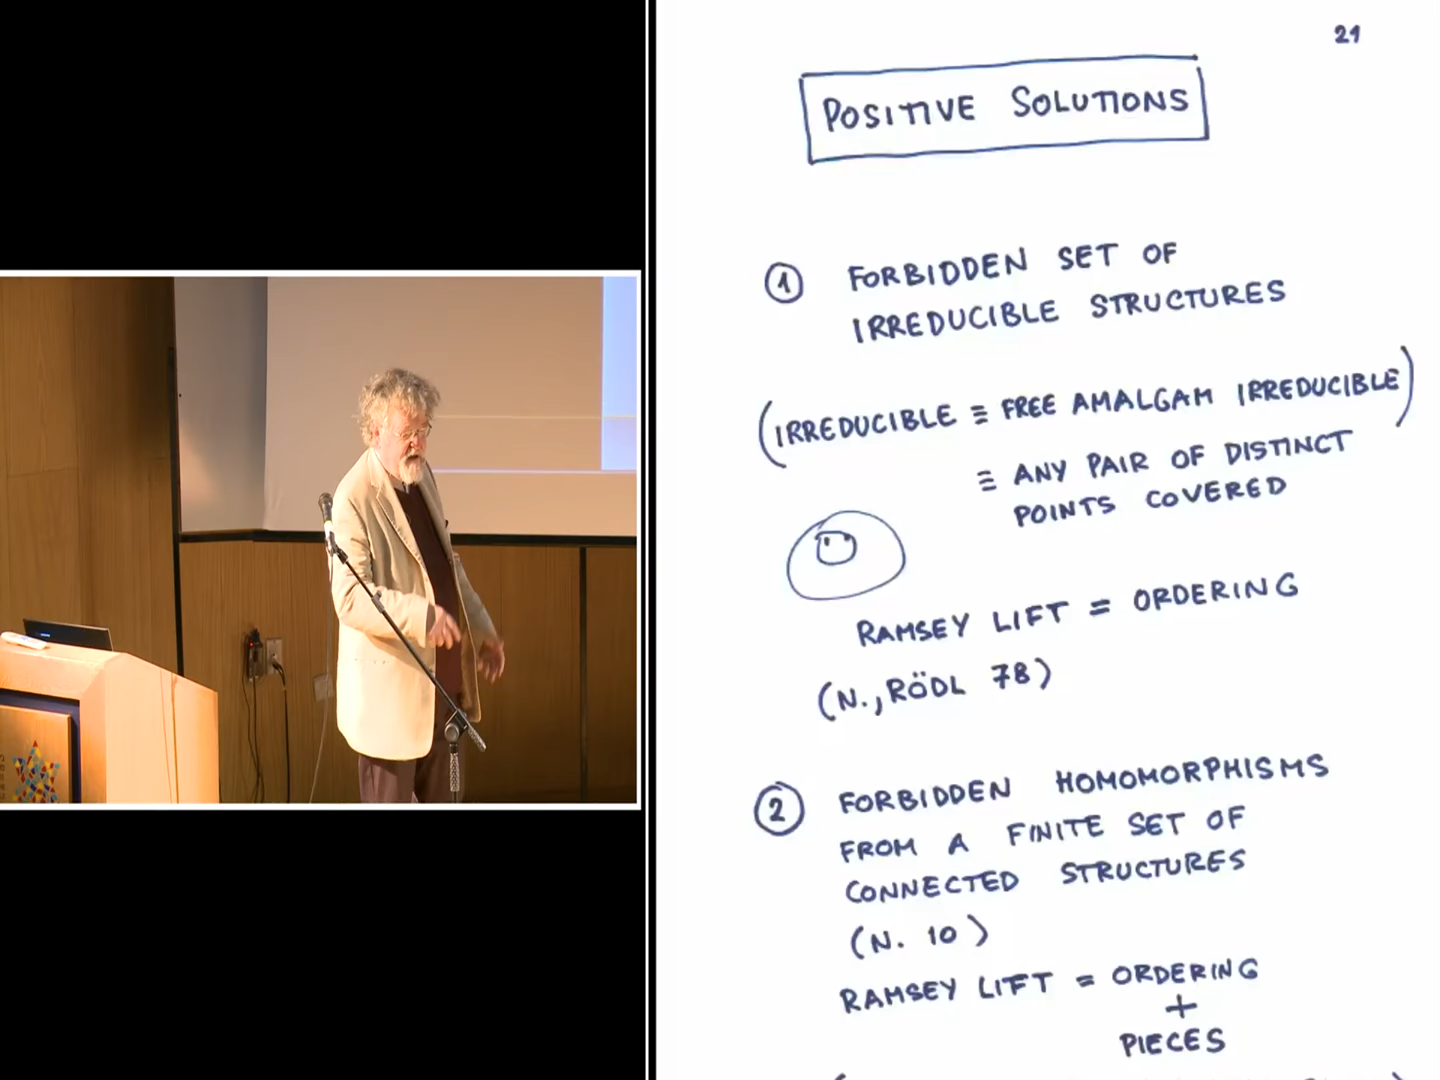 21
POSITIVE SOLUTIONS
1 FORBIDDEN SET OF
IRREDUCIBLE STRUCTURES
(IRREDUCIBLE ≡ FREE AMALGAM IRREDUCIBLE)
≡ ANY PAIR OF DISTINCT
POINTS COVERED
RAMSEY LIFT = ORDERING
(N., RÖDL 78)
2 FORBIDDEN HOMOMORPHISMS
FROM A FINITE SET OF
CONNECTED STRUCTURES
(N. 10)
RAMSEY LIFT = ORDERING
+
PIECES